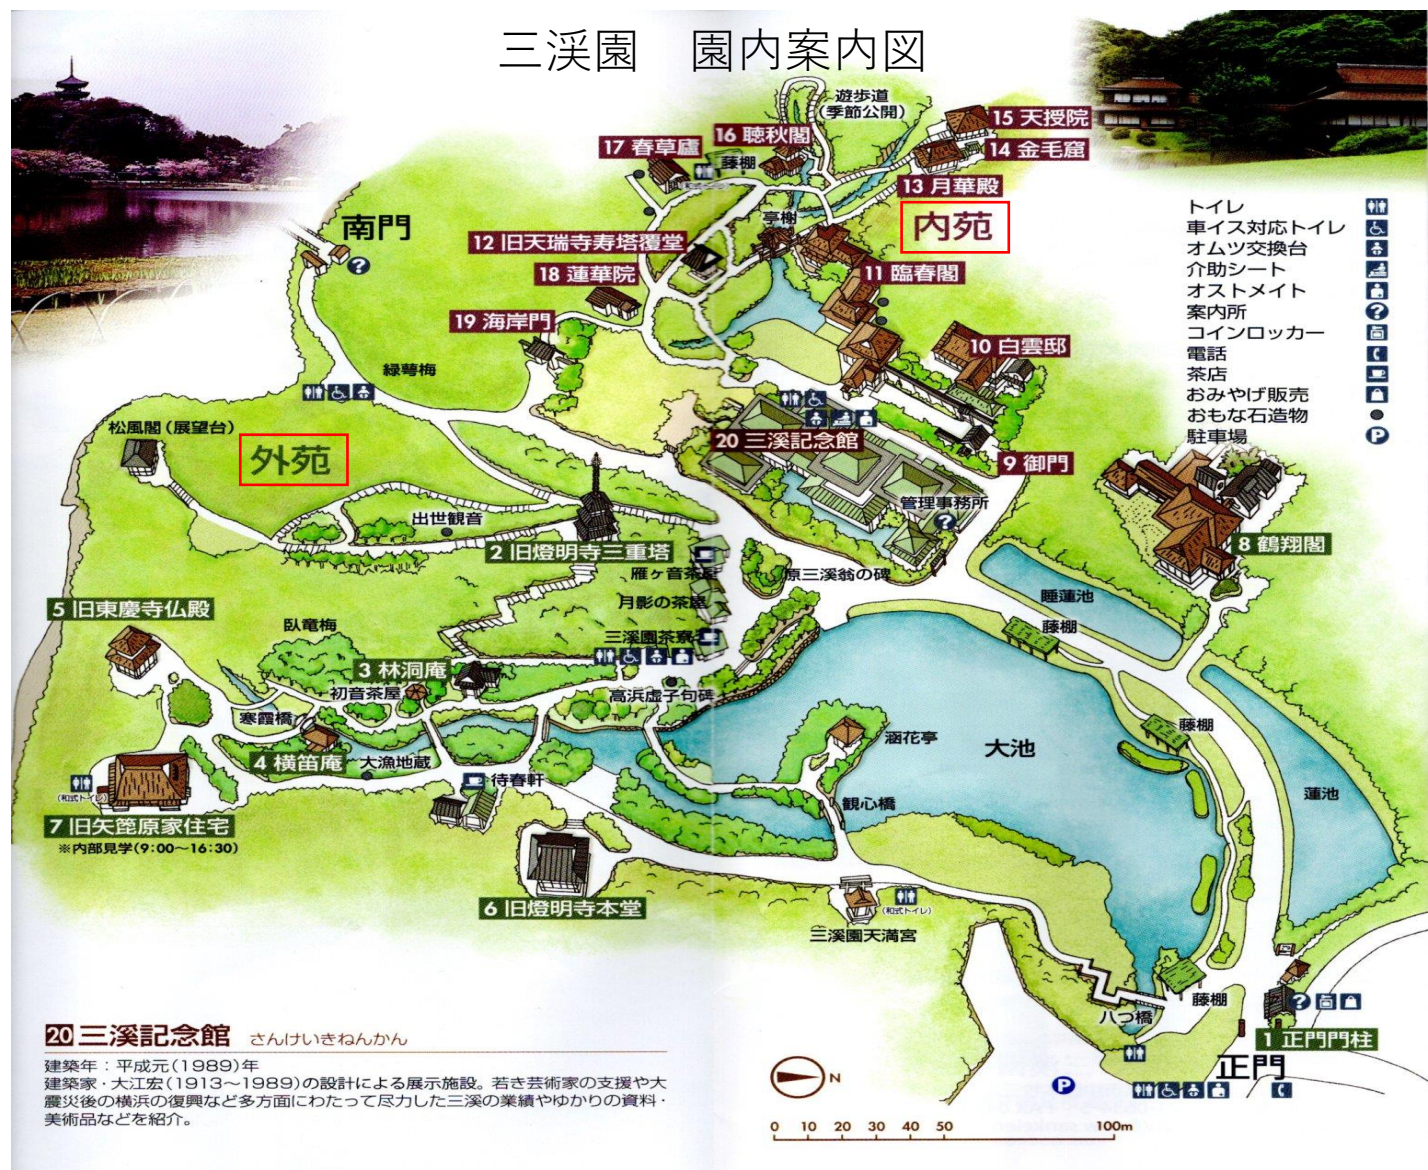 三渓園　園内案内図
遊歩道
(季節公開)
15 天授院
16 聴秋閣
14 金毛窟
17 春草廬
藤棚
13 月華殿
内苑
亭榭
南門
12 旧天瑞寺寿塔覆堂
11 臨春閣
18 蓮華院
19 海岸門
10 白雲邸
緑萼梅
トイレ
車イス対応トイレ
オムツ交換台
介助シート
オストメイト
案内所
コインロッカー
電話
茶店
おみやげ販売
おもな石造物
駐車場
松風閣(展望台)
外苑
20 三溪記念館
9 御門
管理事務所
出世観音
2 旧燈明寺三重塔
8 鶴翔閣
雁ヶ音茶屋
原三溪翁の碑
月影の茶屋
睡蓮池
藤棚
5 旧東慶寺仏殿
臥竜梅
三溪園茶寮
3 林洞庵
初音茶屋
高浜虚子句碑
寒霞橋
涵花亭
大池
藤棚
4 横笛庵
大漁地蔵
待春軒
観心橋
蓮池
(和式トイレ)
7 旧矢箆原家住宅
※内部見学(9:00〜16:30)
6 旧燈明寺本堂
(和式トイレ)
三溪園天満宮
藤棚
八つ橋
1 正門門柱
正門
20 三溪記念館 さんけいきねんかん
建築年：平成元(1989)年
建築家・大江宏(1913〜1989)の設計による展示施設。若き芸術家の支援や大
震災後の横浜の復興など多方面にわたって尽力した三溪の業績やゆかりの資料・
美術品などを紹介。
N
P
0 10 20 30 40 50 100m